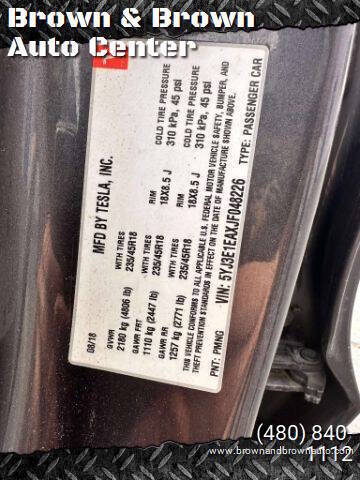 Brown & Brown
Auto Center
MFD BY TESLA, INC.
08/18
GVWR
2180 kg (4806 lb)
GAWR FRT WITH TIRES RIM COLD TIRE PRESSURE
1110 kg (2447 lb) 235/45R18 18X8.5 J 310 kPa, 45 psi
GAWR RR WITH TIRES RIM COLD TIRE PRESSURE
1257 kg (2771 lb) 235/45R18 18X8.5 J 310 kPa, 45 psi
THIS VEHICLE CONFORMS TO ALL APPLICABLE U.S. FEDERAL MOTOR VEHICLE SAFETY, BUMPER, AND
THEFT PREVENTION STANDARDS IN EFFECT ON THE DATE OF MANUFACTURE SHOWN ABOVE.
VIN: 5YJ3E1EAXJF048226 TYPE: PASSENGER CAR
PNT: PMNG
(480) 840-
1112
www.brownandbrownauto.com